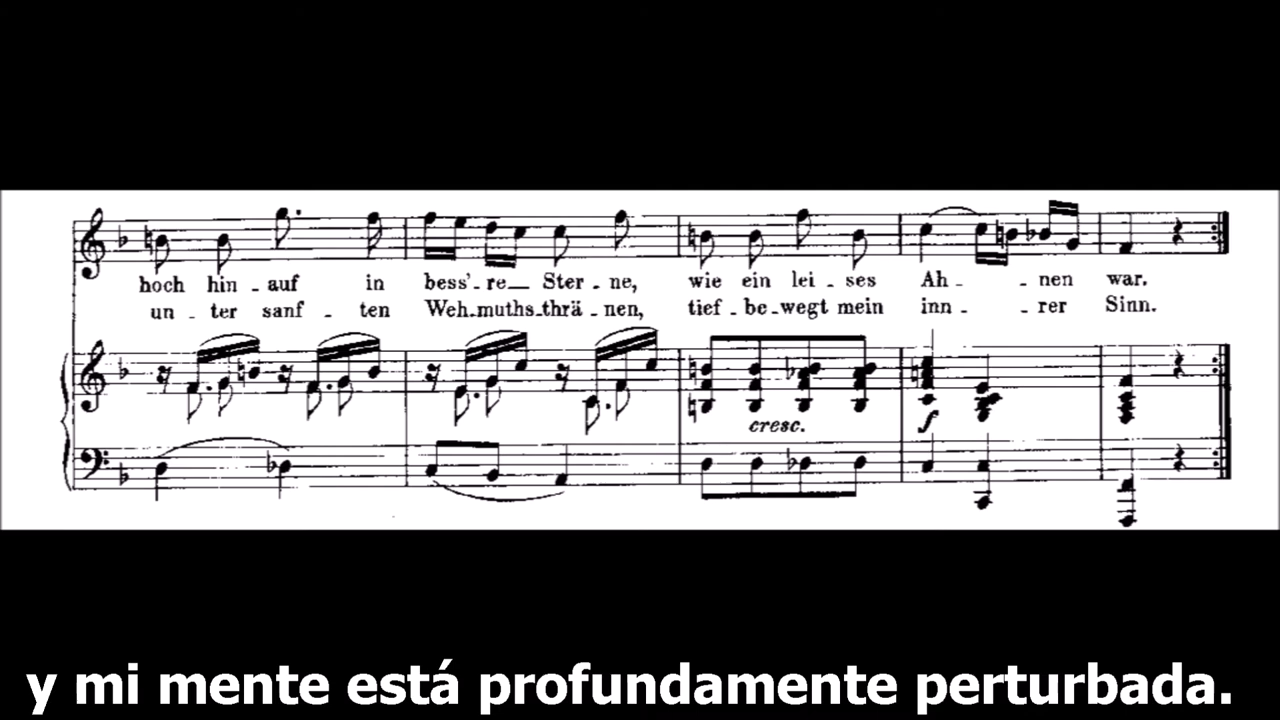 hoch hin - auf in bess'- re Ster - ne, wie ein lei - ses Ah - - nen war.
un - ter sanf - ten Weh - muths - thrä - nen, tief - be - wegt mein inn - - rer Sinn.
cresc. f
y mi mente está profundamente perturbada.